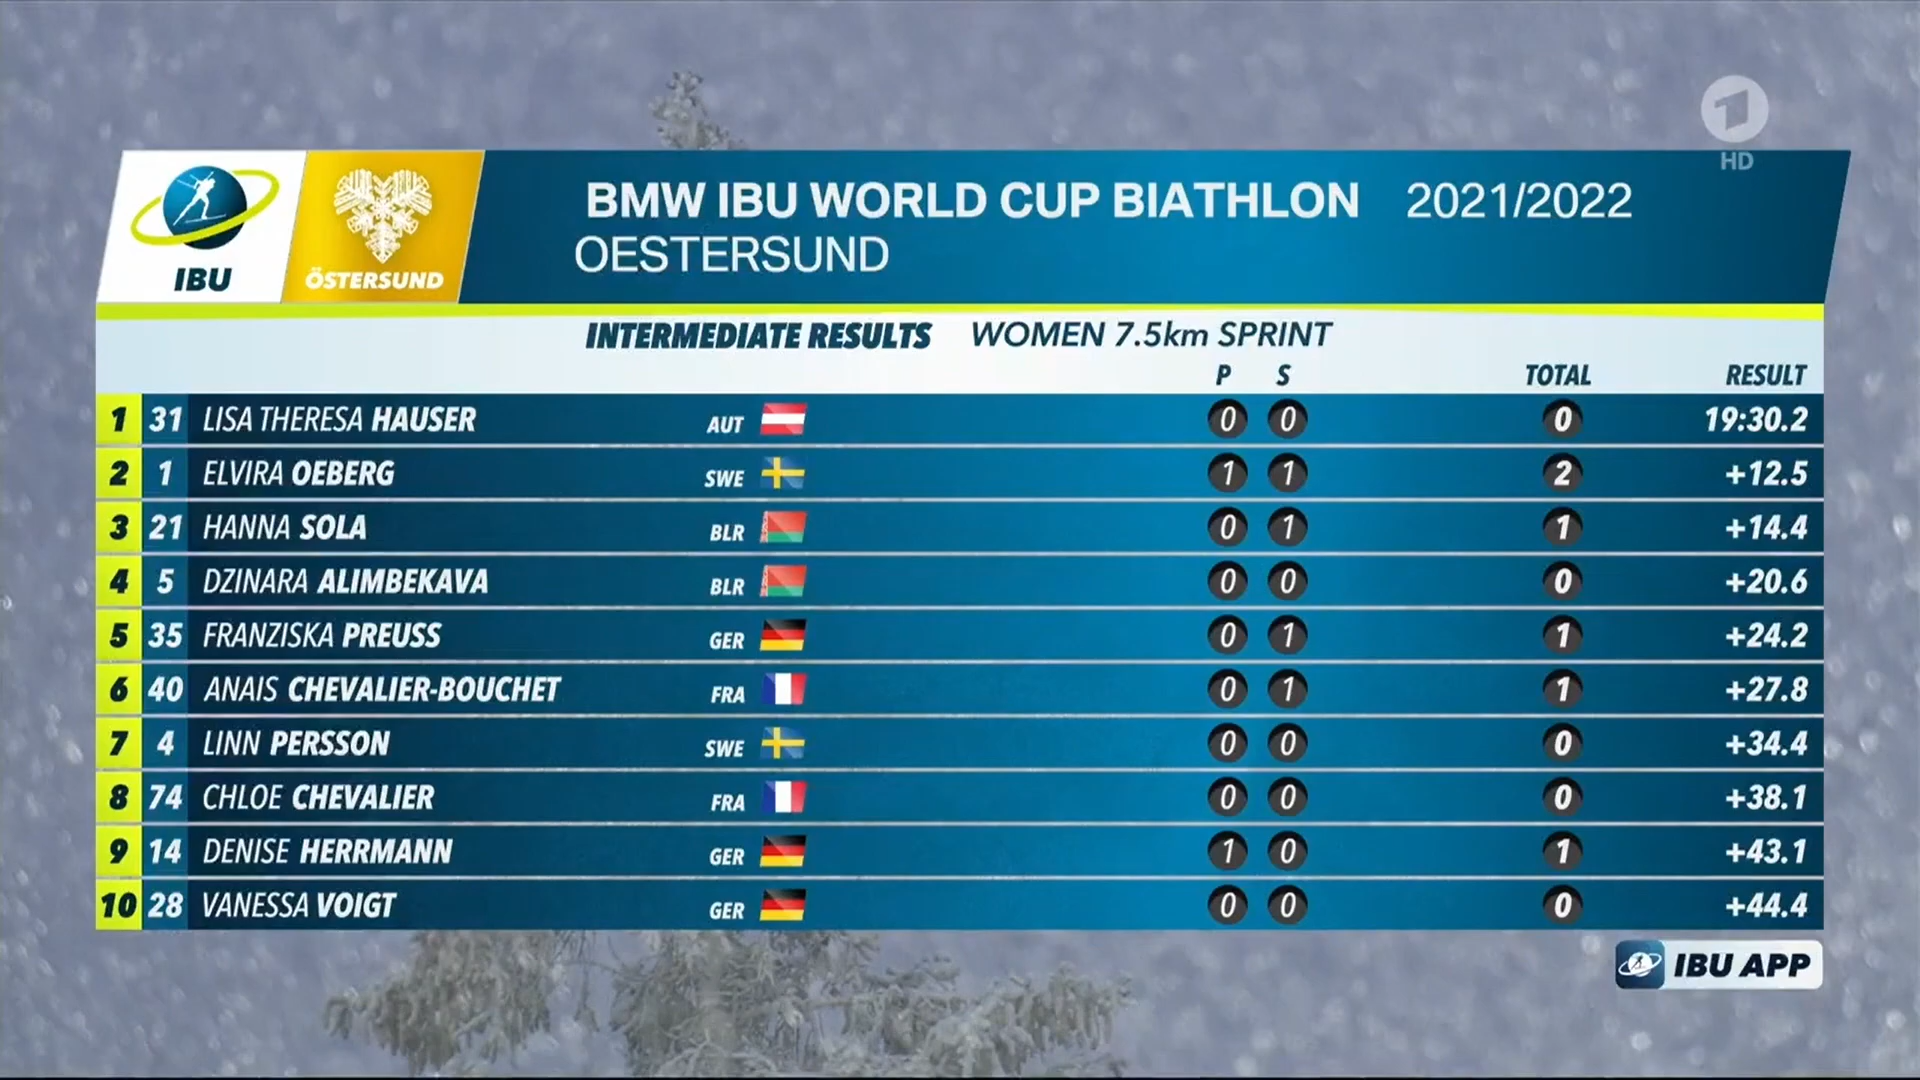 HD
IBU
ÖSTERSUND
BMW IBU WORLD CUP BIATHLON 2021/2022
OESTERSUND
INTERMEDIATE RESULTS WOMEN 7.5km SPRINT
P S TOTAL RESULT
1 31 LISA THERESA HAUSER AUT 0 0 0 19:30.2
2 1 ELVIRA OEBERG SWE 1 1 2 +12.5
3 21 HANNA SOLA BLR 0 1 1 +14.4
4 5 DZINARA ALIMBEKAVA BLR 0 0 0 +20.6
5 35 FRANZISKA PREUSS GER 0 1 1 +24.2
6 40 ANAIS CHEVALIER-BOUCHET FRA 0 1 1 +27.8
7 4 LINN PERSSON SWE 0 0 0 +34.4
8 74 CHLOE CHEVALIER FRA 0 0 0 +38.1
9 14 DENISE HERRMANN GER 1 0 1 +43.1
10 28 VANESSA VOIGT GER 0 0 0 +44.4
IBU APP